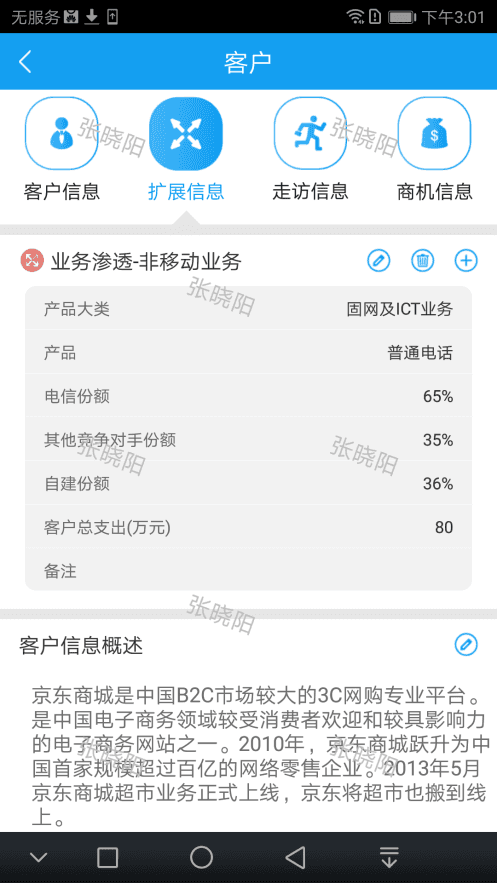 无服务 下午3:01
客户
客户信息 扩展信息 走访信息 商机信息
业务渗透-非移动业务
产品大类 固网及ICT业务
产品 普通电话
电信份额 65%
其他竞争对手份额 35%
自建份额 36%
客户总支出(万元) 80
备注
客户信息概述
京东商城是中国B2C市场较大的3C网购专业平台。
是中国电子商务领域较受消费者欢迎和较具影响力
的电子商务网站之一。2010年，京东商城跃升为中
国首家规模超过百亿的网络零售企业。2013年5月
京东商城超市业务正式上线，京东将超市也搬到线
上。
张晓阳
张晓阳
张晓阳
张晓阳
张晓阳
张晓阳
张晓阳
张晓阳